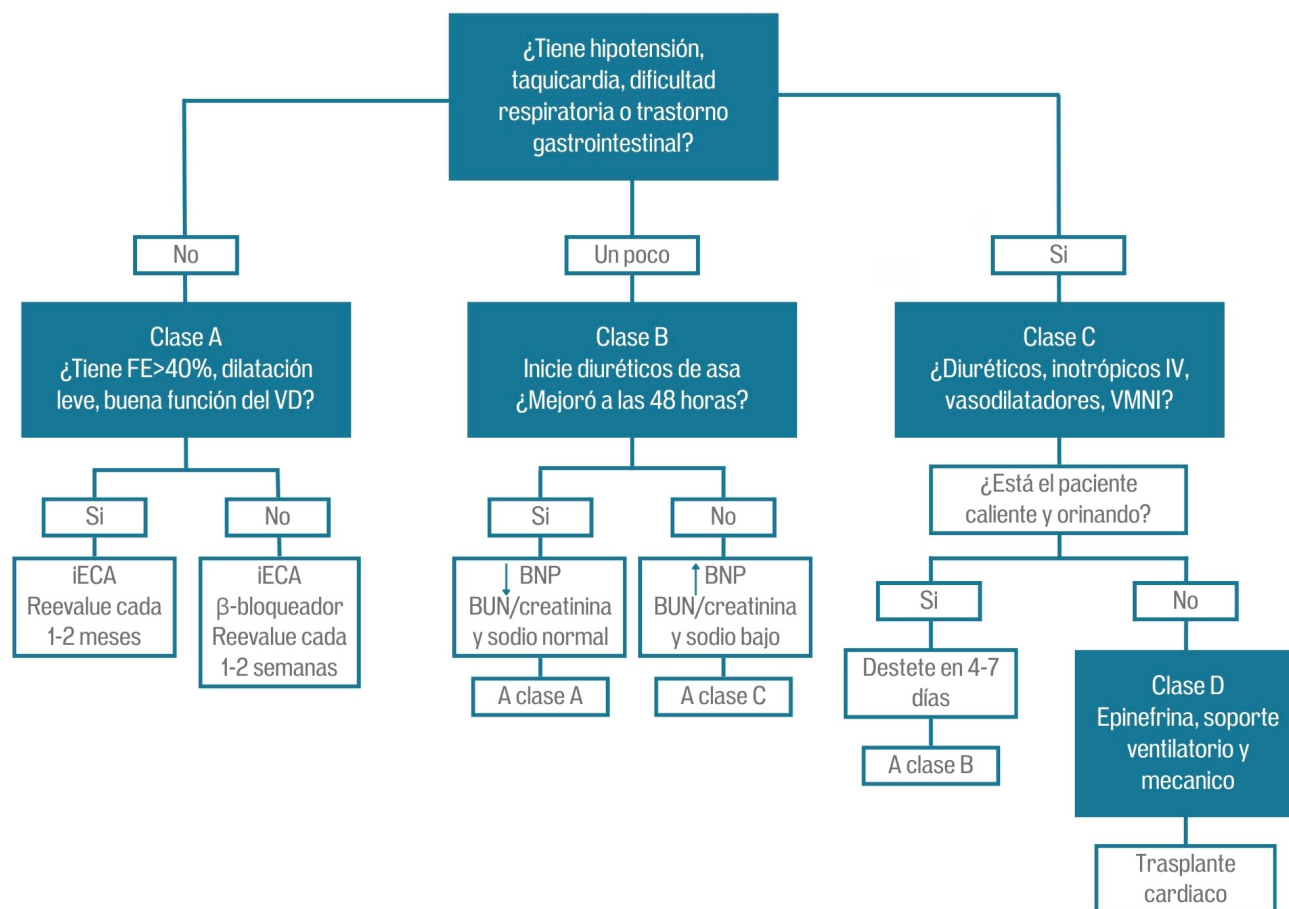 ¿Tiene hipotensión,
taquicardia, dificultad
respiratoria o trastorno
gastrointestinal?
No
Un poco
Si
Clase A
¿Tiene FE>40%, dilatación
leve, buena función del VD?
Clase B
Inicie diuréticos de asa
¿Mejoró a las 48 horas?
Clase C
¿Diuréticos, inotrópicos IV,
vasodilatadores, VMNI?
¿Está el paciente
caliente y orinando?
Si
No
Si
No
Si
No
iECA
Reevalue cada
1-2 meses
iECA
β-bloqueador
Reevalue cada
1-2 semanas
↓ BNP
BUN/creatinina
y sodio normal
↑ BNP
BUN/creatinina
y sodio bajo
A clase A
A clase C
Destete en 4-7
días
A clase B
Clase D
Epinefrina, soporte
ventilatorio y
mecanico
Trasplante
cardiaco